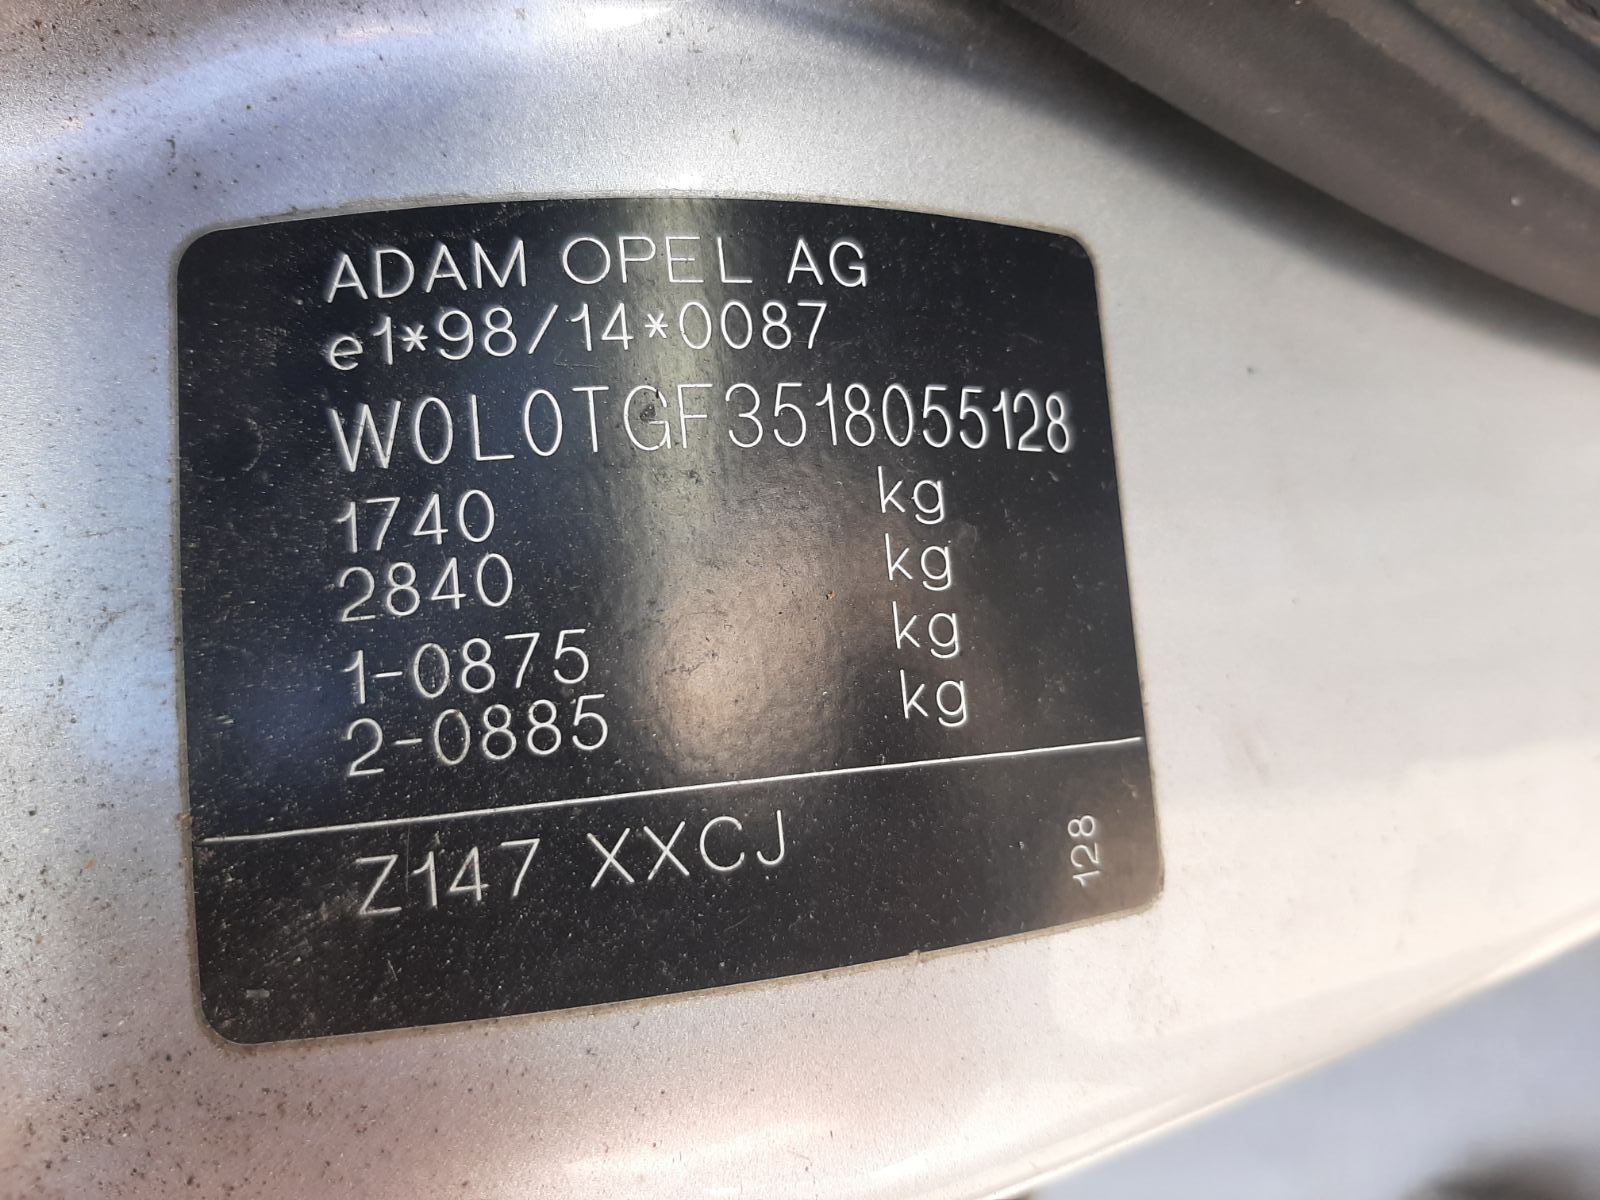 ADAM OPEL AG
e1*98/14*0087
W0L0TGF3518055128
1740 kg
2840 kg
1-0875 kg
2-0885 kg
Z147 XXCJ
128